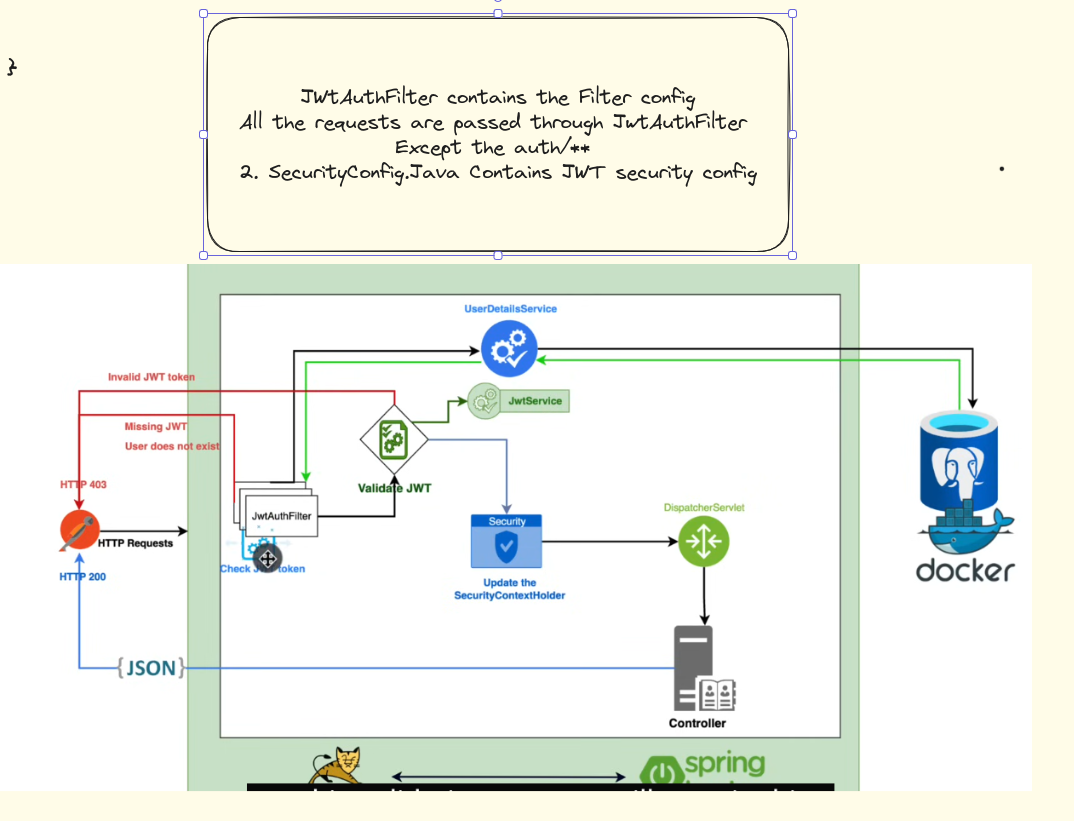 }
JWtAuthFilter contains the Filter config
All the requests are passed through JwtAuthFilter
Except the auth/**
2. SecurityConfig.Java Contains JWT security config
UserDetailsService
Invalid JWT token
JwtService
Missing JWT
User does not exist
Validate JWT
HTTP 403
JwtAuthFilter
DispatcherServlet
Security
HTTP Requests
Check token
HTTP 200
Update the
SecurityContextHolder
docker
{JSON}
Controller
spring